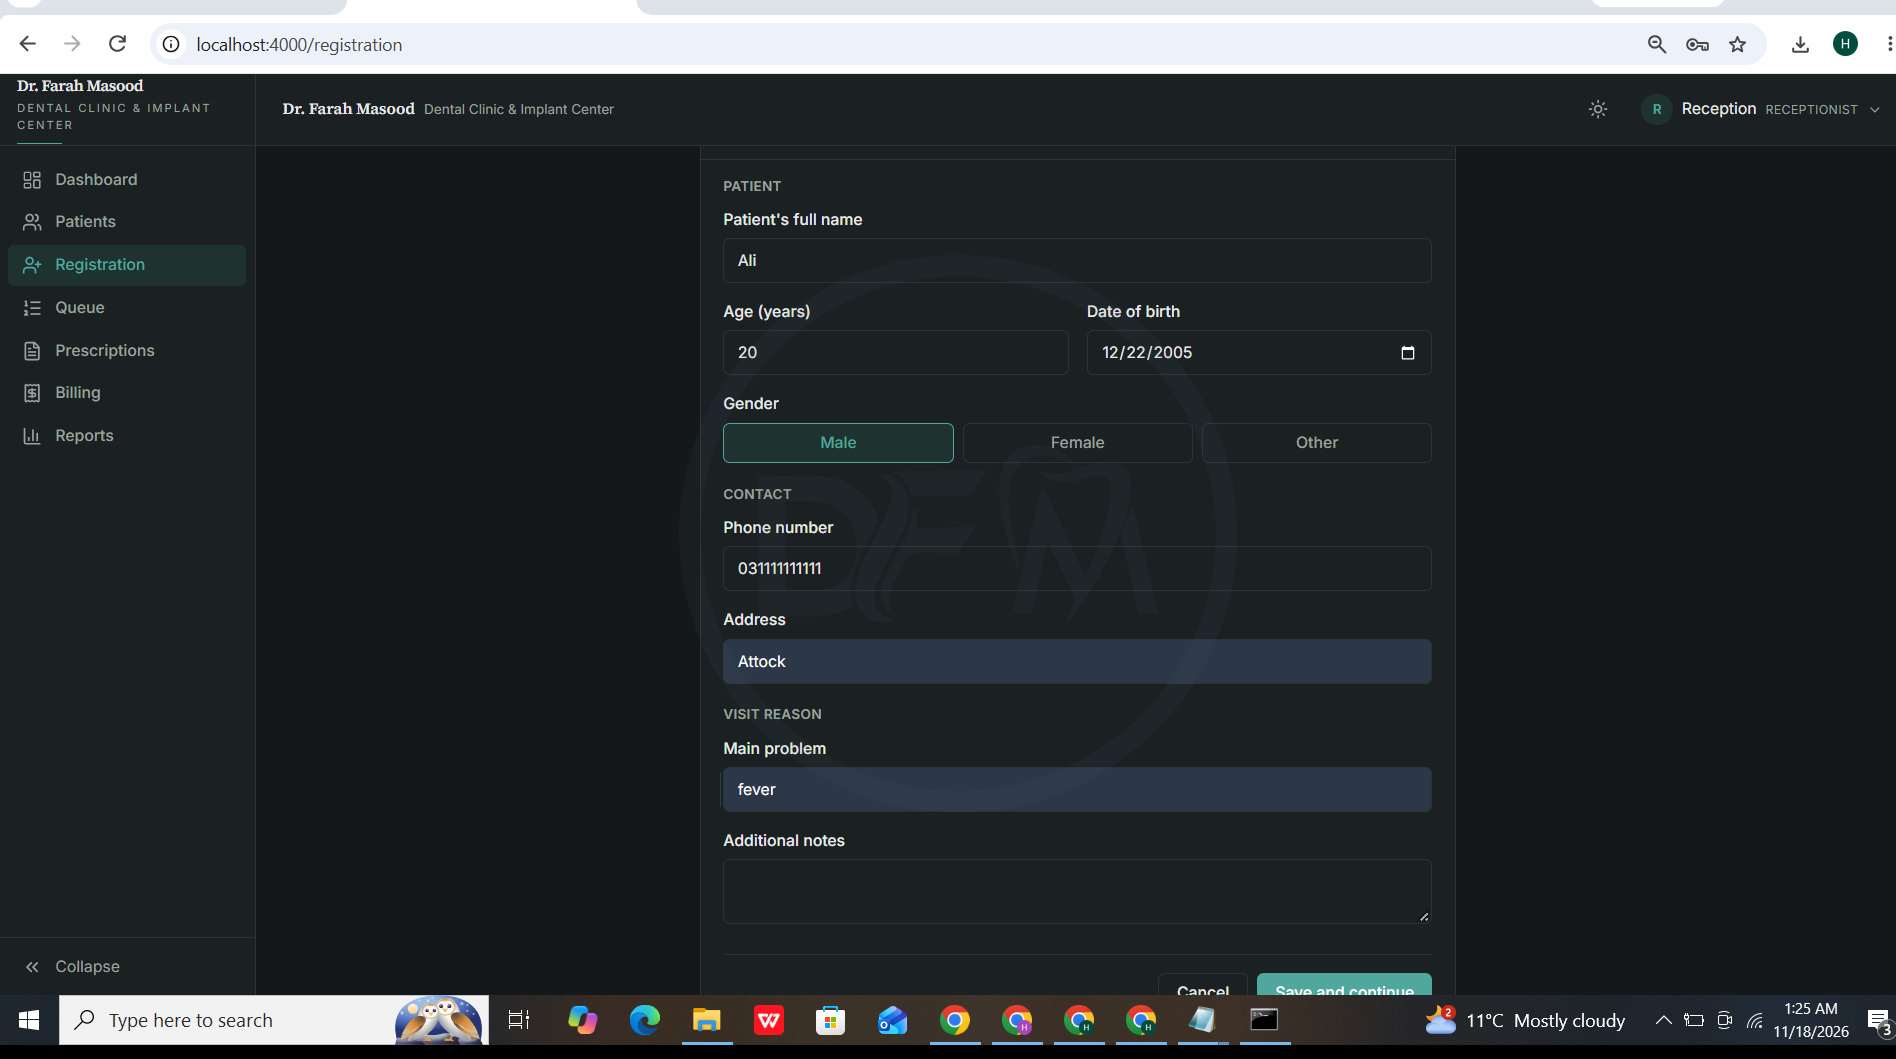 localhost:4000/registration
H
Dr. Farah Masood
DENTAL CLINIC & IMPLANT
CENTER
Dr. Farah Masood Dental Clinic & Implant Center
R Reception RECEPTIONIST
Dashboard
Patients
Registration
Queue
Prescriptions
Billing
Reports
Collapse
PATIENT
Patient's full name
Ali
Age (years) Date of birth
20 12/22/2005
Gender
Male Female Other
CONTACT
Phone number
031111111111
Address
Attock
VISIT REASON
Main problem
fever
Additional notes
Cancel Save and continue
DFM
Type here to search
2 11°C Mostly cloudy
1:25 AM
11/18/2026
3